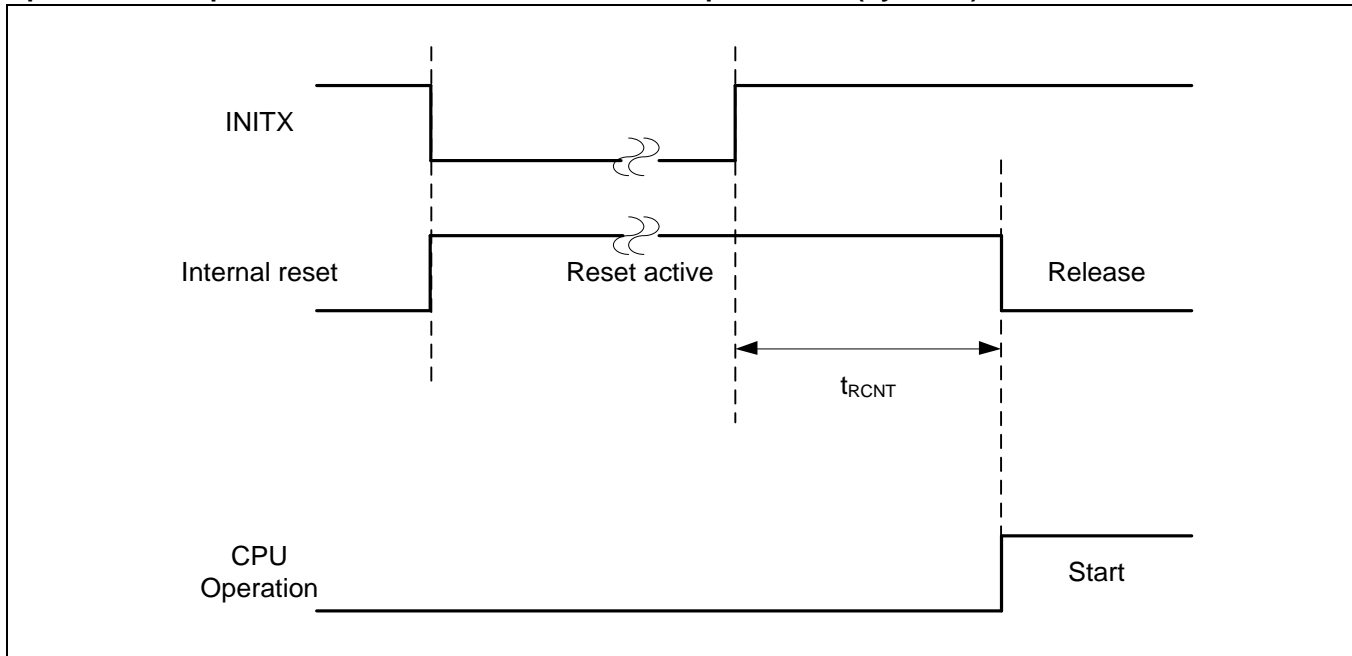 INITX
Internal reset
Reset active
Release
tRCNT
CPU
Operation
Start